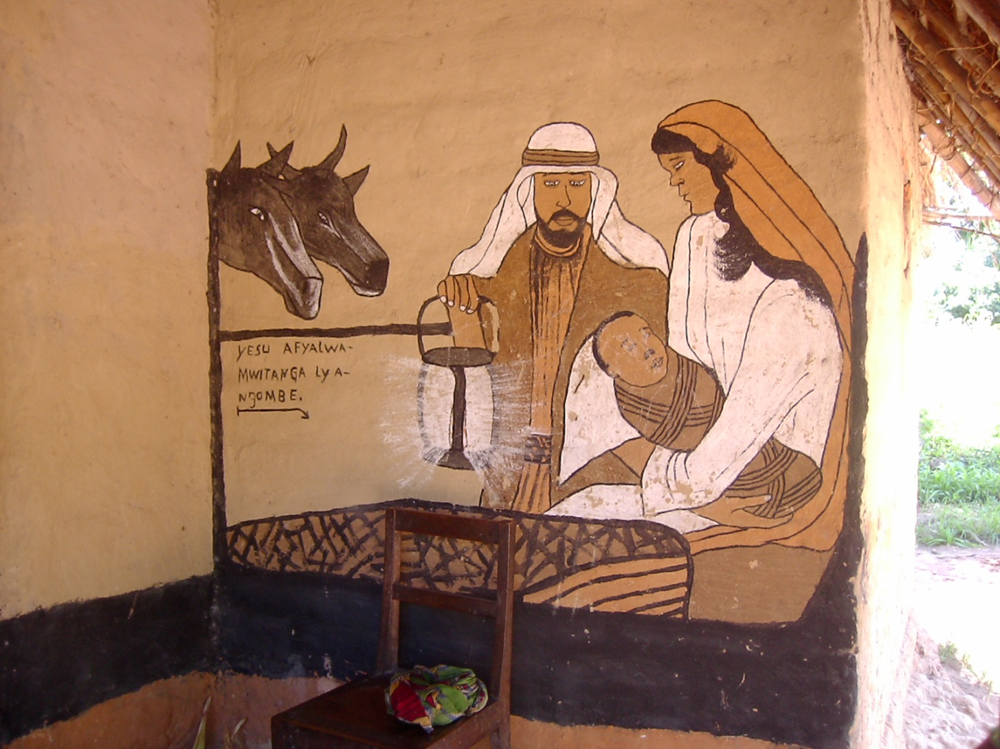 YESU AFYALWA-
MWITANGA LYA-
NGOMBE.